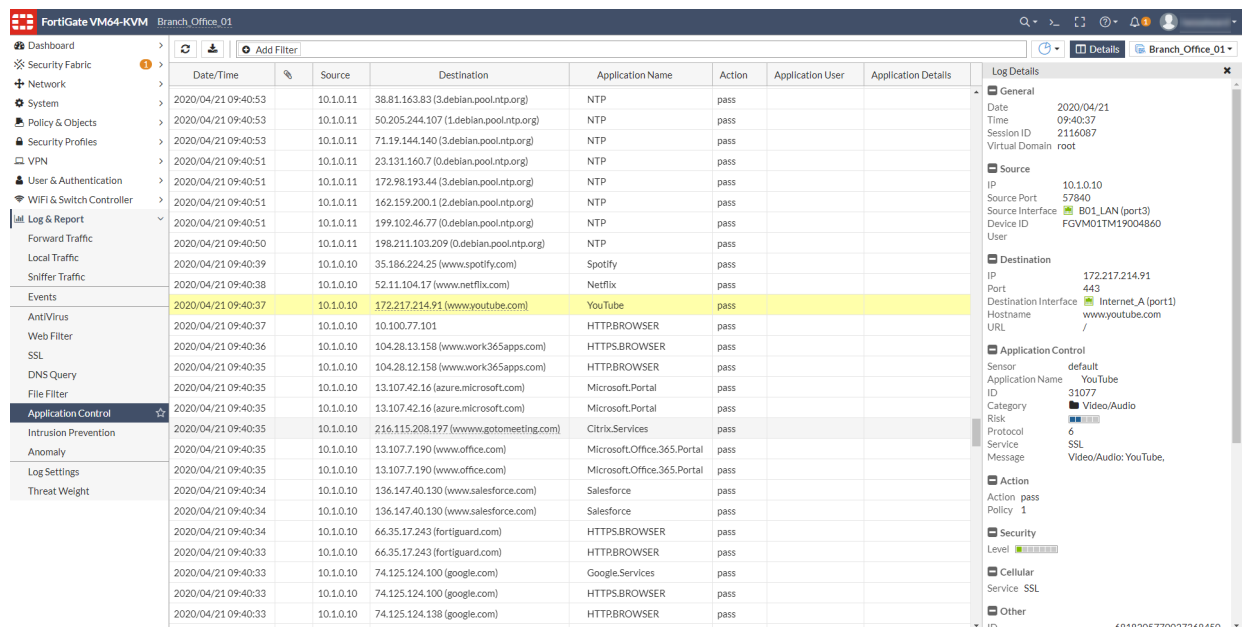 FortiGate VM64-KVM Branch_Office_01 1
Dashboard
Security Fabric 1
Network
System
Policy & Objects
Security Profiles
VPN
User & Authentication
WiFi & Switch Controller
Log & Report
Forward Traffic
Local Traffic
Sniffer Traffic
Events
AntiVirus
Web Filter
SSL
DNS Query
File Filter
Application Control
Intrusion Prevention
Anomaly
Log Settings
Threat Weight
Add Filter Details Branch_Office_01
Date/Time Source Destination Application Name Action Application User Application Details
2020/04/21 09:40:53 10.1.0.11 38.81.163.83 (3.debian.pool.ntp.org) NTP pass
2020/04/21 09:40:53 10.1.0.11 50.205.244.107 (1.debian.pool.ntp.org) NTP pass
2020/04/21 09:40:53 10.1.0.11 71.19.144.140 (3.debian.pool.ntp.org) NTP pass
2020/04/21 09:40:51 10.1.0.11 23.131.160.7 (0.debian.pool.ntp.org) NTP pass
2020/04/21 09:40:51 10.1.0.11 172.98.193.44 (3.debian.pool.ntp.org) NTP pass
2020/04/21 09:40:51 10.1.0.11 162.159.200.1 (2.debian.pool.ntp.org) NTP pass
2020/04/21 09:40:51 10.1.0.11 199.102.46.77 (0.debian.pool.ntp.org) NTP pass
2020/04/21 09:40:50 10.1.0.11 198.211.103.209 (0.debian.pool.ntp.org) NTP pass
2020/04/21 09:40:39 10.1.0.10 35.186.224.25 (www.spotify.com) Spotify pass
2020/04/21 09:40:38 10.1.0.10 52.11.104.17 (www.netflix.com) Netflix pass
2020/04/21 09:40:37 10.1.0.10 172.217.214.91 (www.youtube.com) YouTube pass
2020/04/21 09:40:37 10.1.0.10 10.100.77.101 HTTP.BROWSER pass
2020/04/21 09:40:36 10.1.0.10 104.28.13.158 (www.work365apps.com) HTTPS.BROWSER pass
2020/04/21 09:40:35 10.1.0.10 104.28.12.158 (www.work365apps.com) HTTP.BROWSER pass
2020/04/21 09:40:35 10.1.0.10 13.107.42.16 (azure.microsoft.com) Microsoft.Portal pass
2020/04/21 09:40:35 10.1.0.10 13.107.42.16 (azure.microsoft.com) Microsoft.Portal pass
2020/04/21 09:40:35 10.1.0.10 216.115.208.197 (wwww.gotomeeting.com) Citrix.Services pass
2020/04/21 09:40:35 10.1.0.10 13.107.7.190 (www.office.com) Microsoft.Office.365.Portal pass
2020/04/21 09:40:35 10.1.0.10 13.107.7.190 (www.office.com) Microsoft.Office.365.Portal pass
2020/04/21 09:40:34 10.1.0.10 136.147.40.130 (www.salesforce.com) Salesforce pass
2020/04/21 09:40:34 10.1.0.10 136.147.40.130 (www.salesforce.com) Salesforce pass
2020/04/21 09:40:34 10.1.0.10 66.35.17.243 (fortiguard.com) HTTPS.BROWSER pass
2020/04/21 09:40:33 10.1.0.10 66.35.17.243 (fortiguard.com) HTTP.BROWSER pass
2020/04/21 09:40:33 10.1.0.10 74.125.124.100 (google.com) Google.Services pass
2020/04/21 09:40:33 10.1.0.10 74.125.124.100 (google.com) HTTPS.BROWSER pass
2020/04/21 09:40:33 10.1.0.10 74.125.124.138 (google.com) HTTP.BROWSER pass
Log Details
General
Date 2020/04/21
Time 09:40:37
Session ID 2116087
Virtual Domain root
Source
IP 10.1.0.10
Source Port 57840
Source Interface B01_LAN (port3)
Device ID FGVM01TM19004860
User
Destination
IP 172.217.214.91
Port 443
Destination Interface Internet_A (port1)
Hostname www.youtube.com
URL /
Application Control
Sensor default
Application Name YouTube
ID 31077
Category Video/Audio
Risk
Protocol 6
Service SSL
Message Video/Audio: YouTube,
Action
Action pass
Policy 1
Security
Level
Cellular
Service SSL
Other